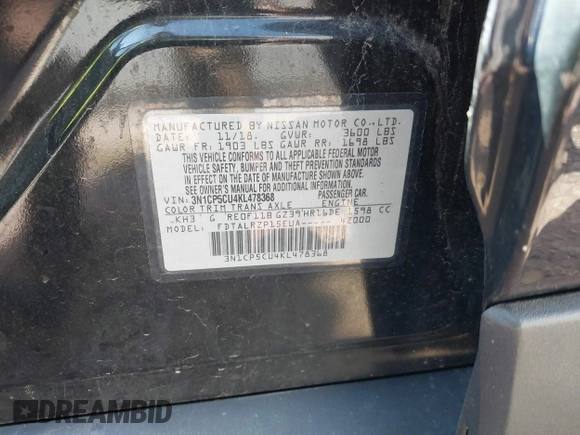 MANUFACTURED BY NISSAN MOTOR CO.,LTD.
DATE: 11/18. GVWR: 3600 LBS
GAWR FR: 1903 LBS GAWR RR: 1698 LBS
THIS VEHICLE CONFORMS TO ALL APPLICABLE FEDERAL MOTOR
VEHICLE SAFETY, BUMPER, AND THEFT PREVENTION STANDARDS
IN EFFECT ON THE DATE OF MANUFACTURE SHOWN ABOVE.
SEE OWNER'S MANUAL FOR ADDITIONAL INFORMATION
VIN: 3N1CP5CU4KL478368 PASSENGER CAR
COLOR TRIM TRANS AXLE ENGINE
KH3 G RE0F11B GZ39 HR16DE 1598 CC
MODEL: FDTALRZP15EUA----- 42000
3N1CP5CU4KL478368
DREAMBID